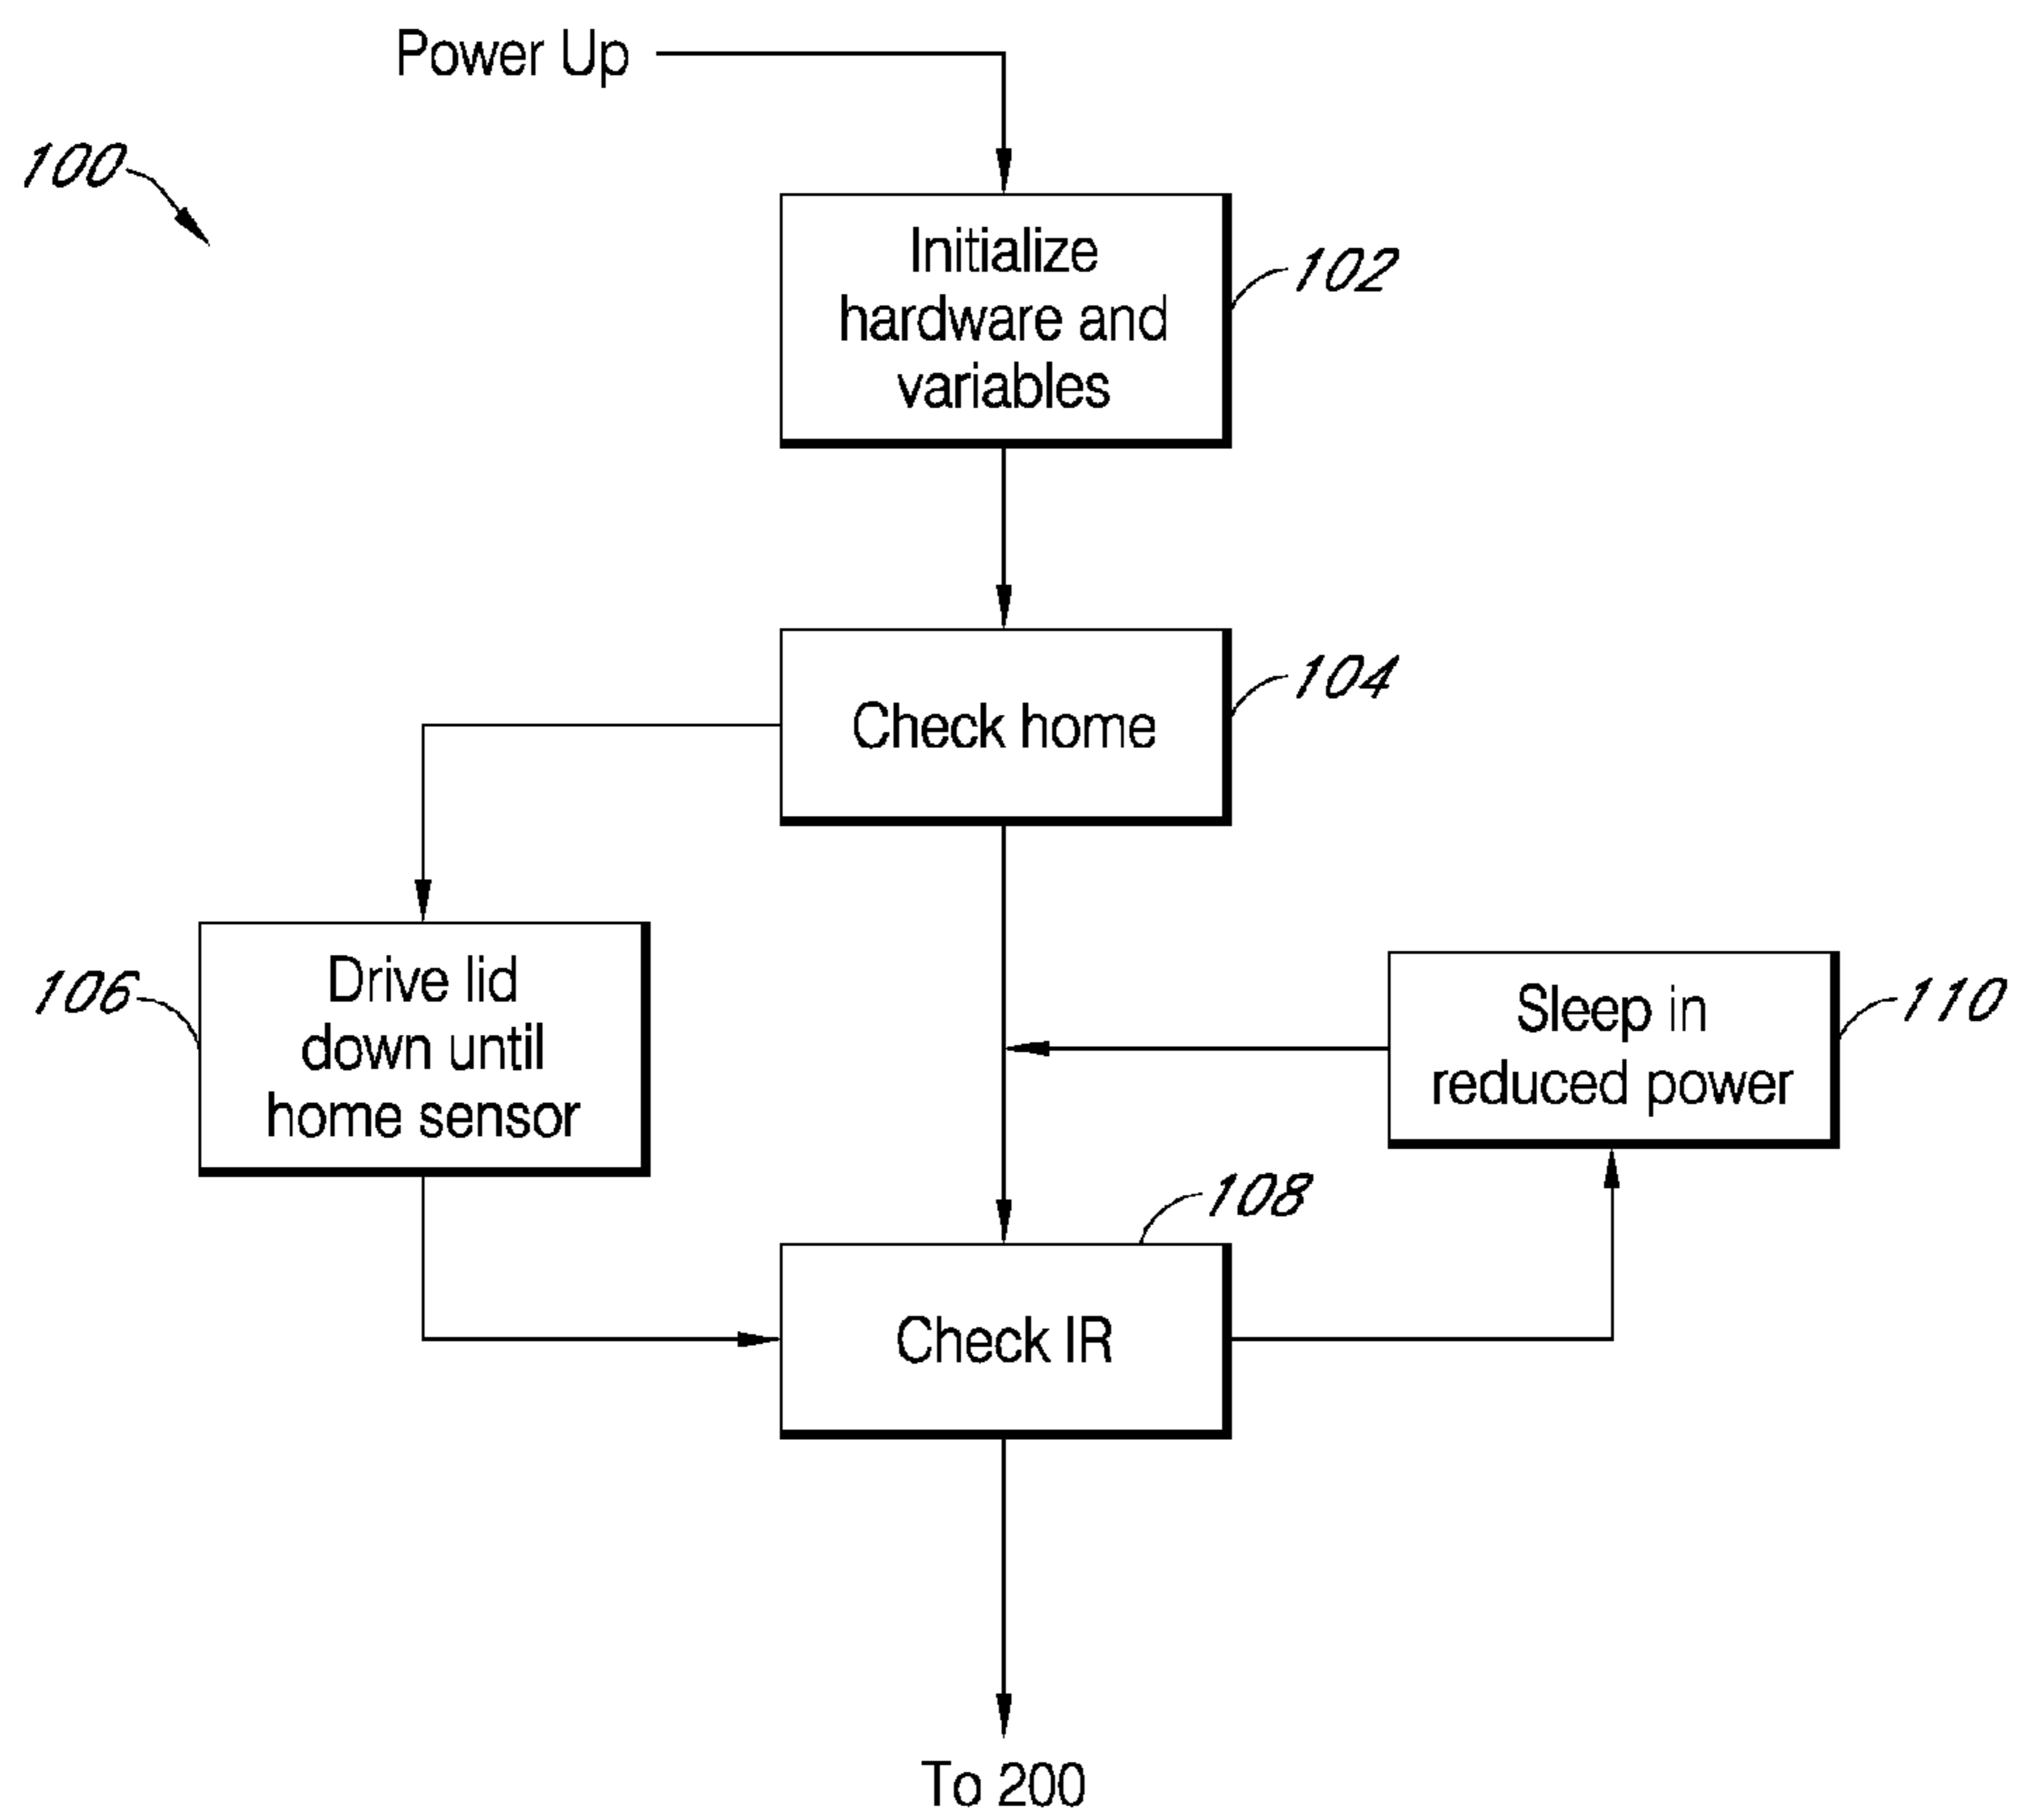 Power Up
100
Initialize
hardware and
variables
102
Check home
104
Drive lid
down until
home sensor
106
Sleep in
reduced power
110
108
Check IR
To 200